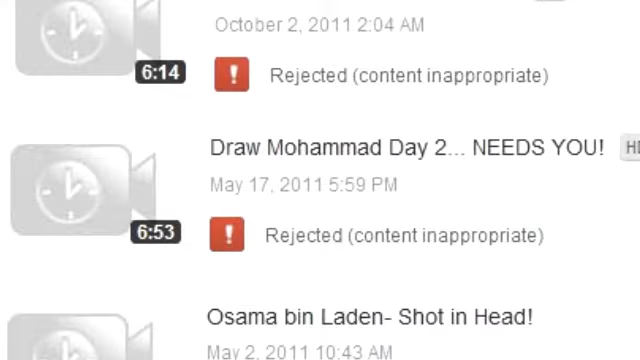 October 2, 2011 2:04 AM
6:14
Rejected (content inappropriate)
Draw Mohammad Day 2... NEEDS YOU! HD
May 17, 2011 5:59 PM
6:53
Rejected (content inappropriate)
Osama bin Laden- Shot in Head!
May 2, 2011 10:43 AM